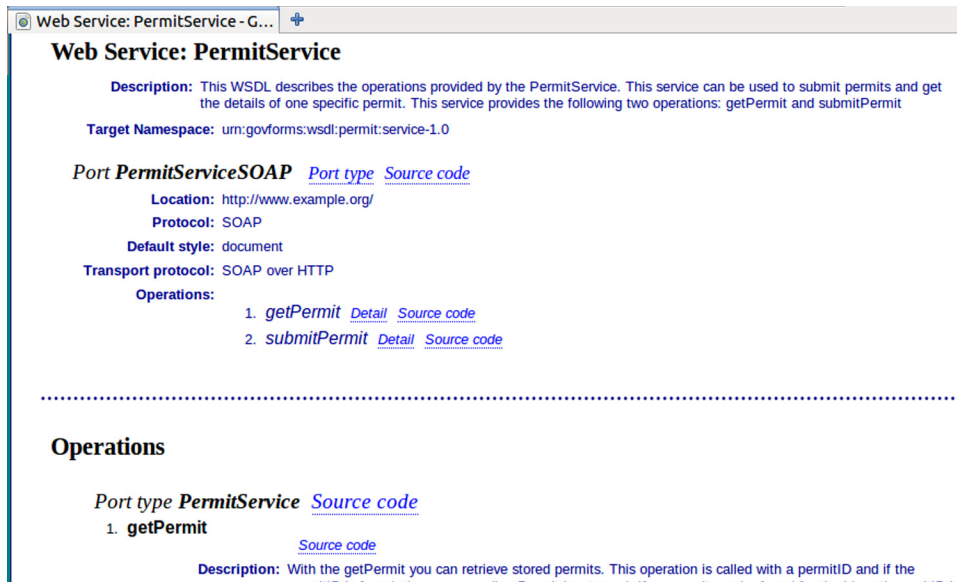 Web Service: PermitService - G...
Web Service: PermitService
Description: This WSDL describes the operations provided by the PermitService. This service can be used to submit permits and get
the details of one specific permit. This service provides the following two operations: getPermit and submitPermit
Target Namespace: urn:govforms:wsdl:permit:service-1.0
Port PermitServiceSOAP Port type Source code
Location: http://www.example.org/
Protocol: SOAP
Default style: document
Transport protocol: SOAP over HTTP
Operations:
1. getPermit Detail Source code
2. submitPermit Detail Source code
Operations
Port type PermitService Source code
1. getPermit
Source code
Description: With the getPermit you can retrieve stored permits. This operation is called with a permitID and if the